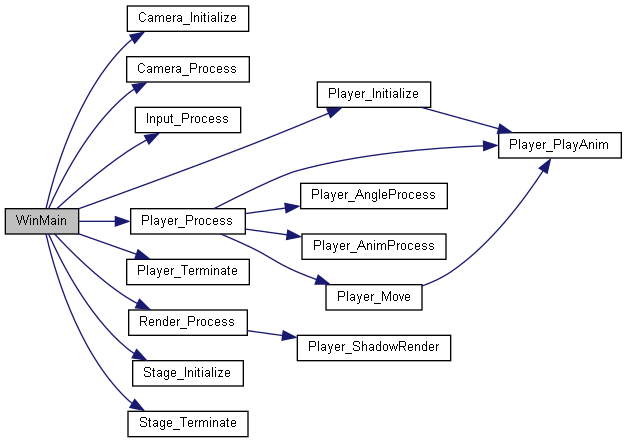 Camera_Initialize
Camera_Process
Input_Process
Player_Initialize
Player_PlayAnim
WinMain
Player_Process
Player_AngleProcess
Player_AnimProcess
Player_Terminate
Player_Move
Render_Process
Player_ShadowRender
Stage_Initialize
Stage_Terminate